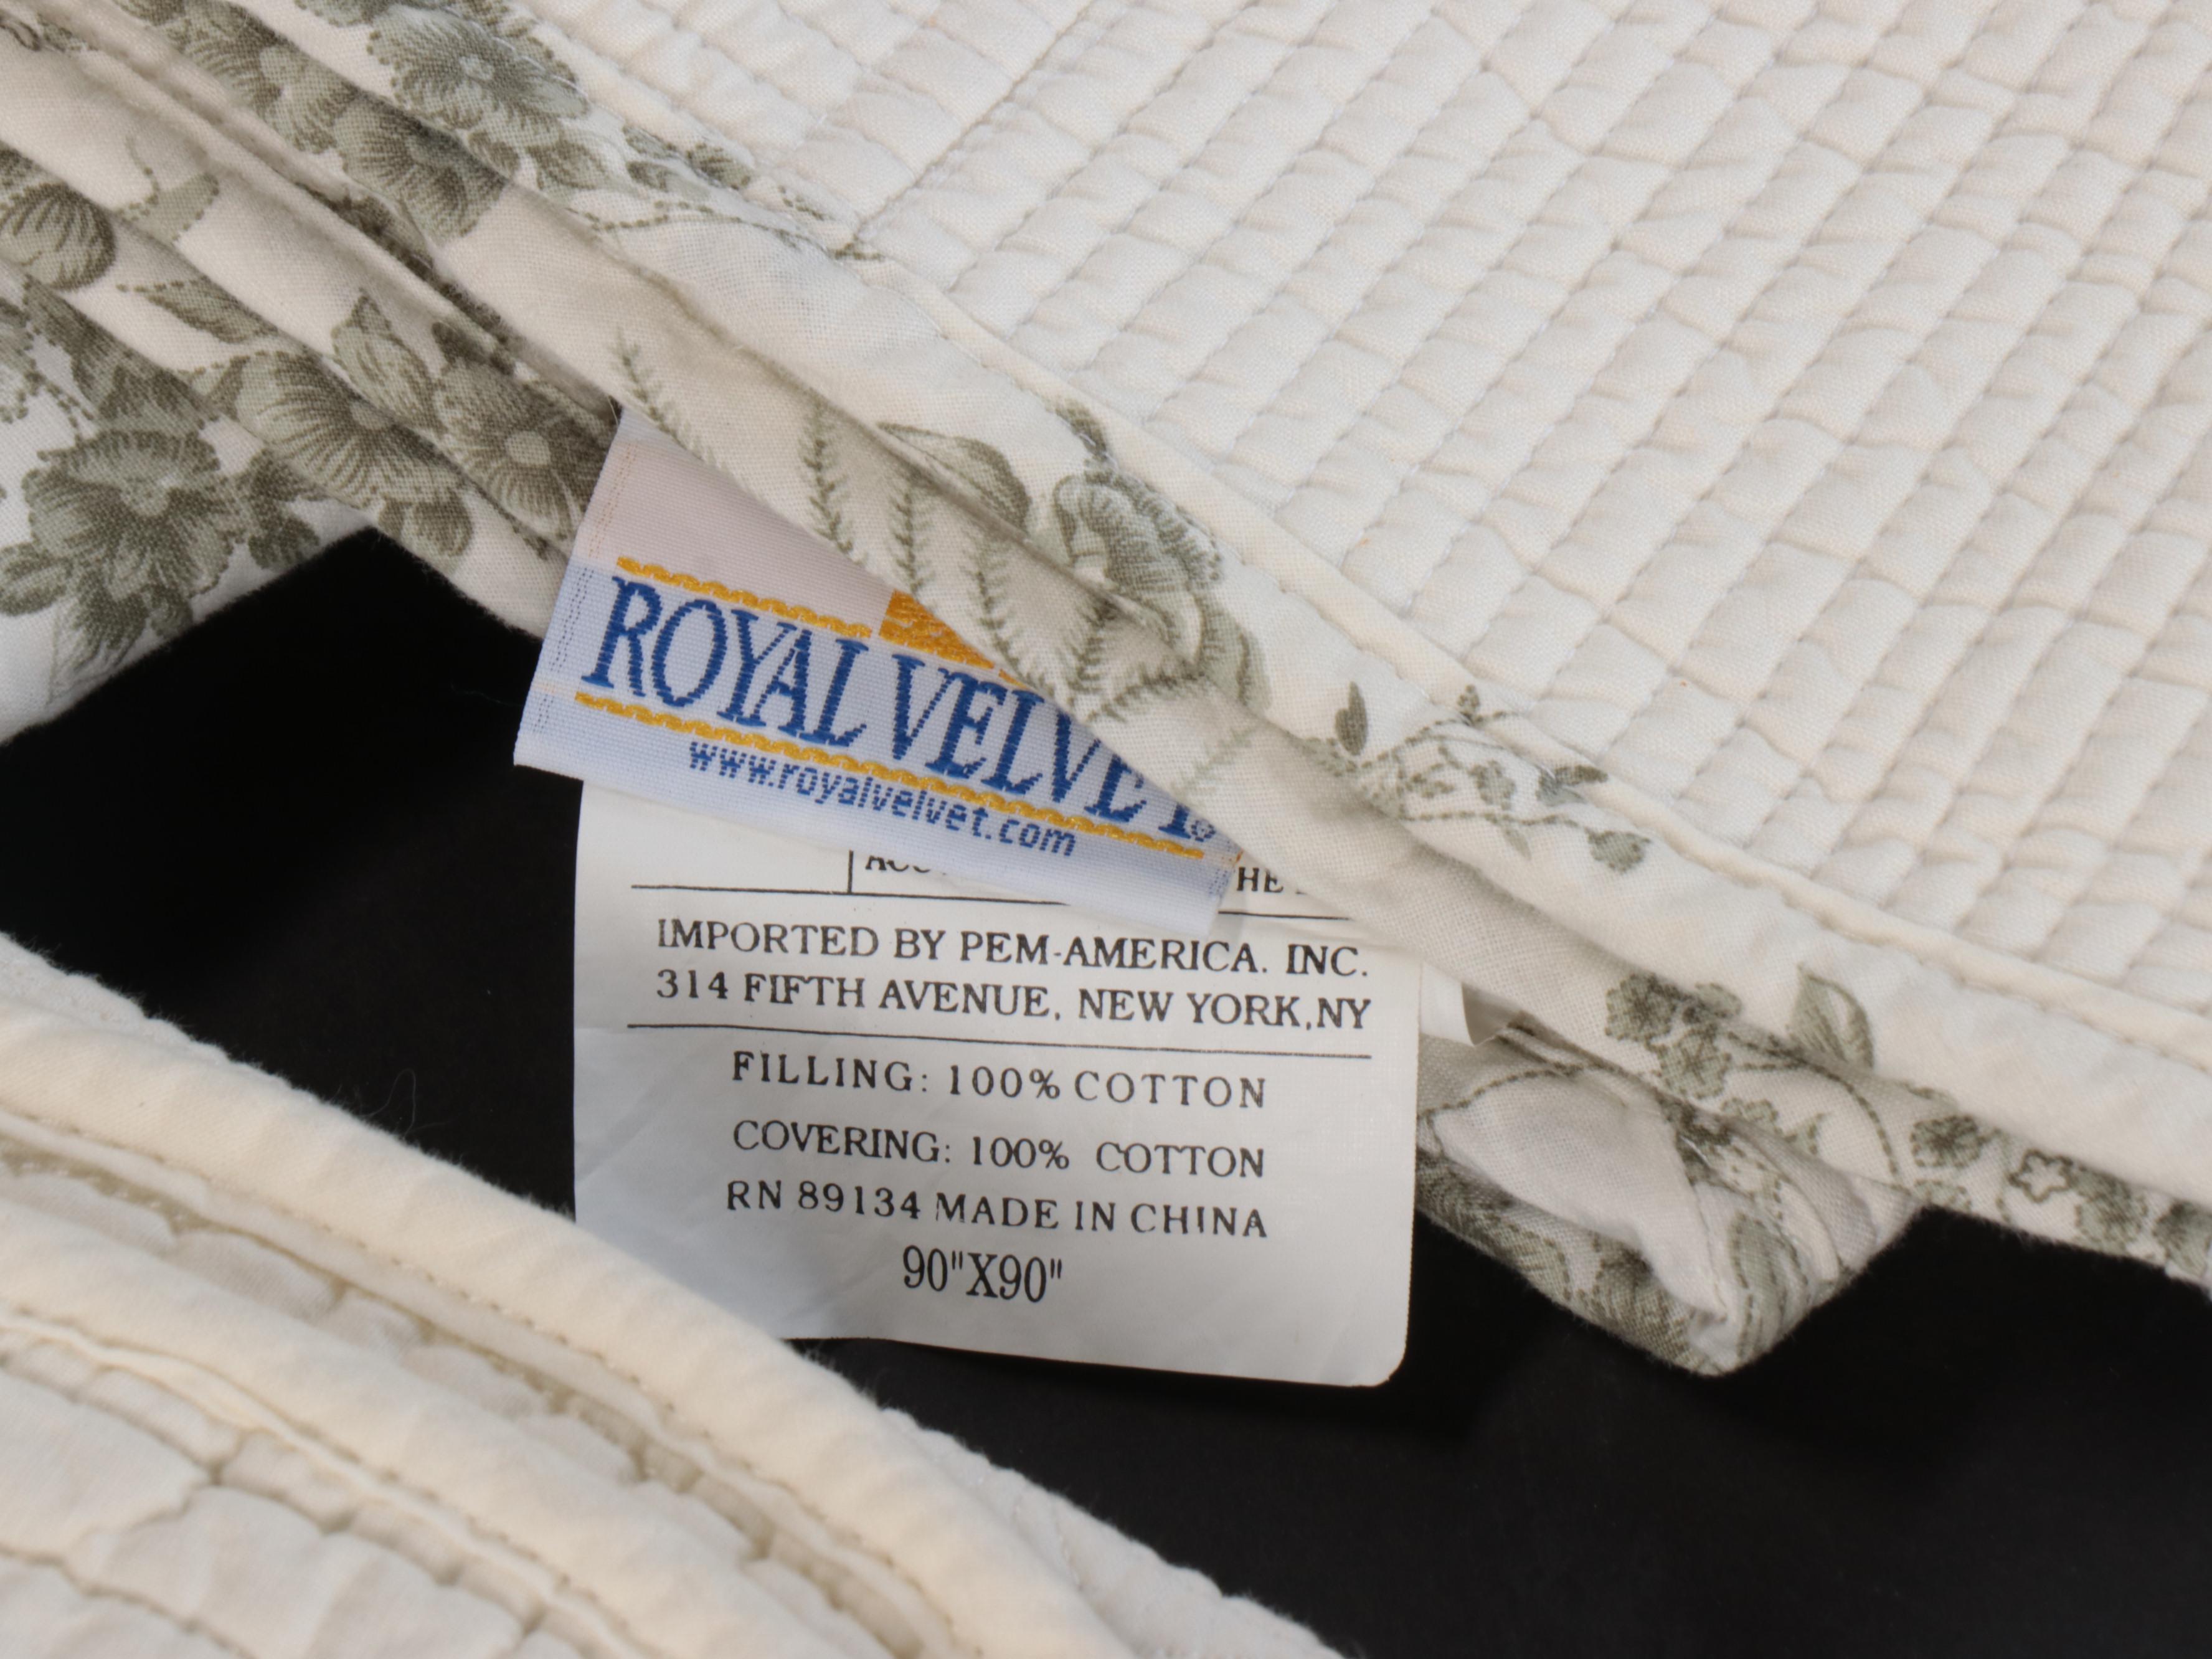 ROYAL VELVET®
www.royalvelvet.com
IMPORTED BY PEM-AMERICA. INC.
314 FIFTH AVENUE, NEW YORK,NY
FILLING: 100% COTTON
COVERING: 100% COTTON
RN 89134 MADE IN CHINA
90"X90"